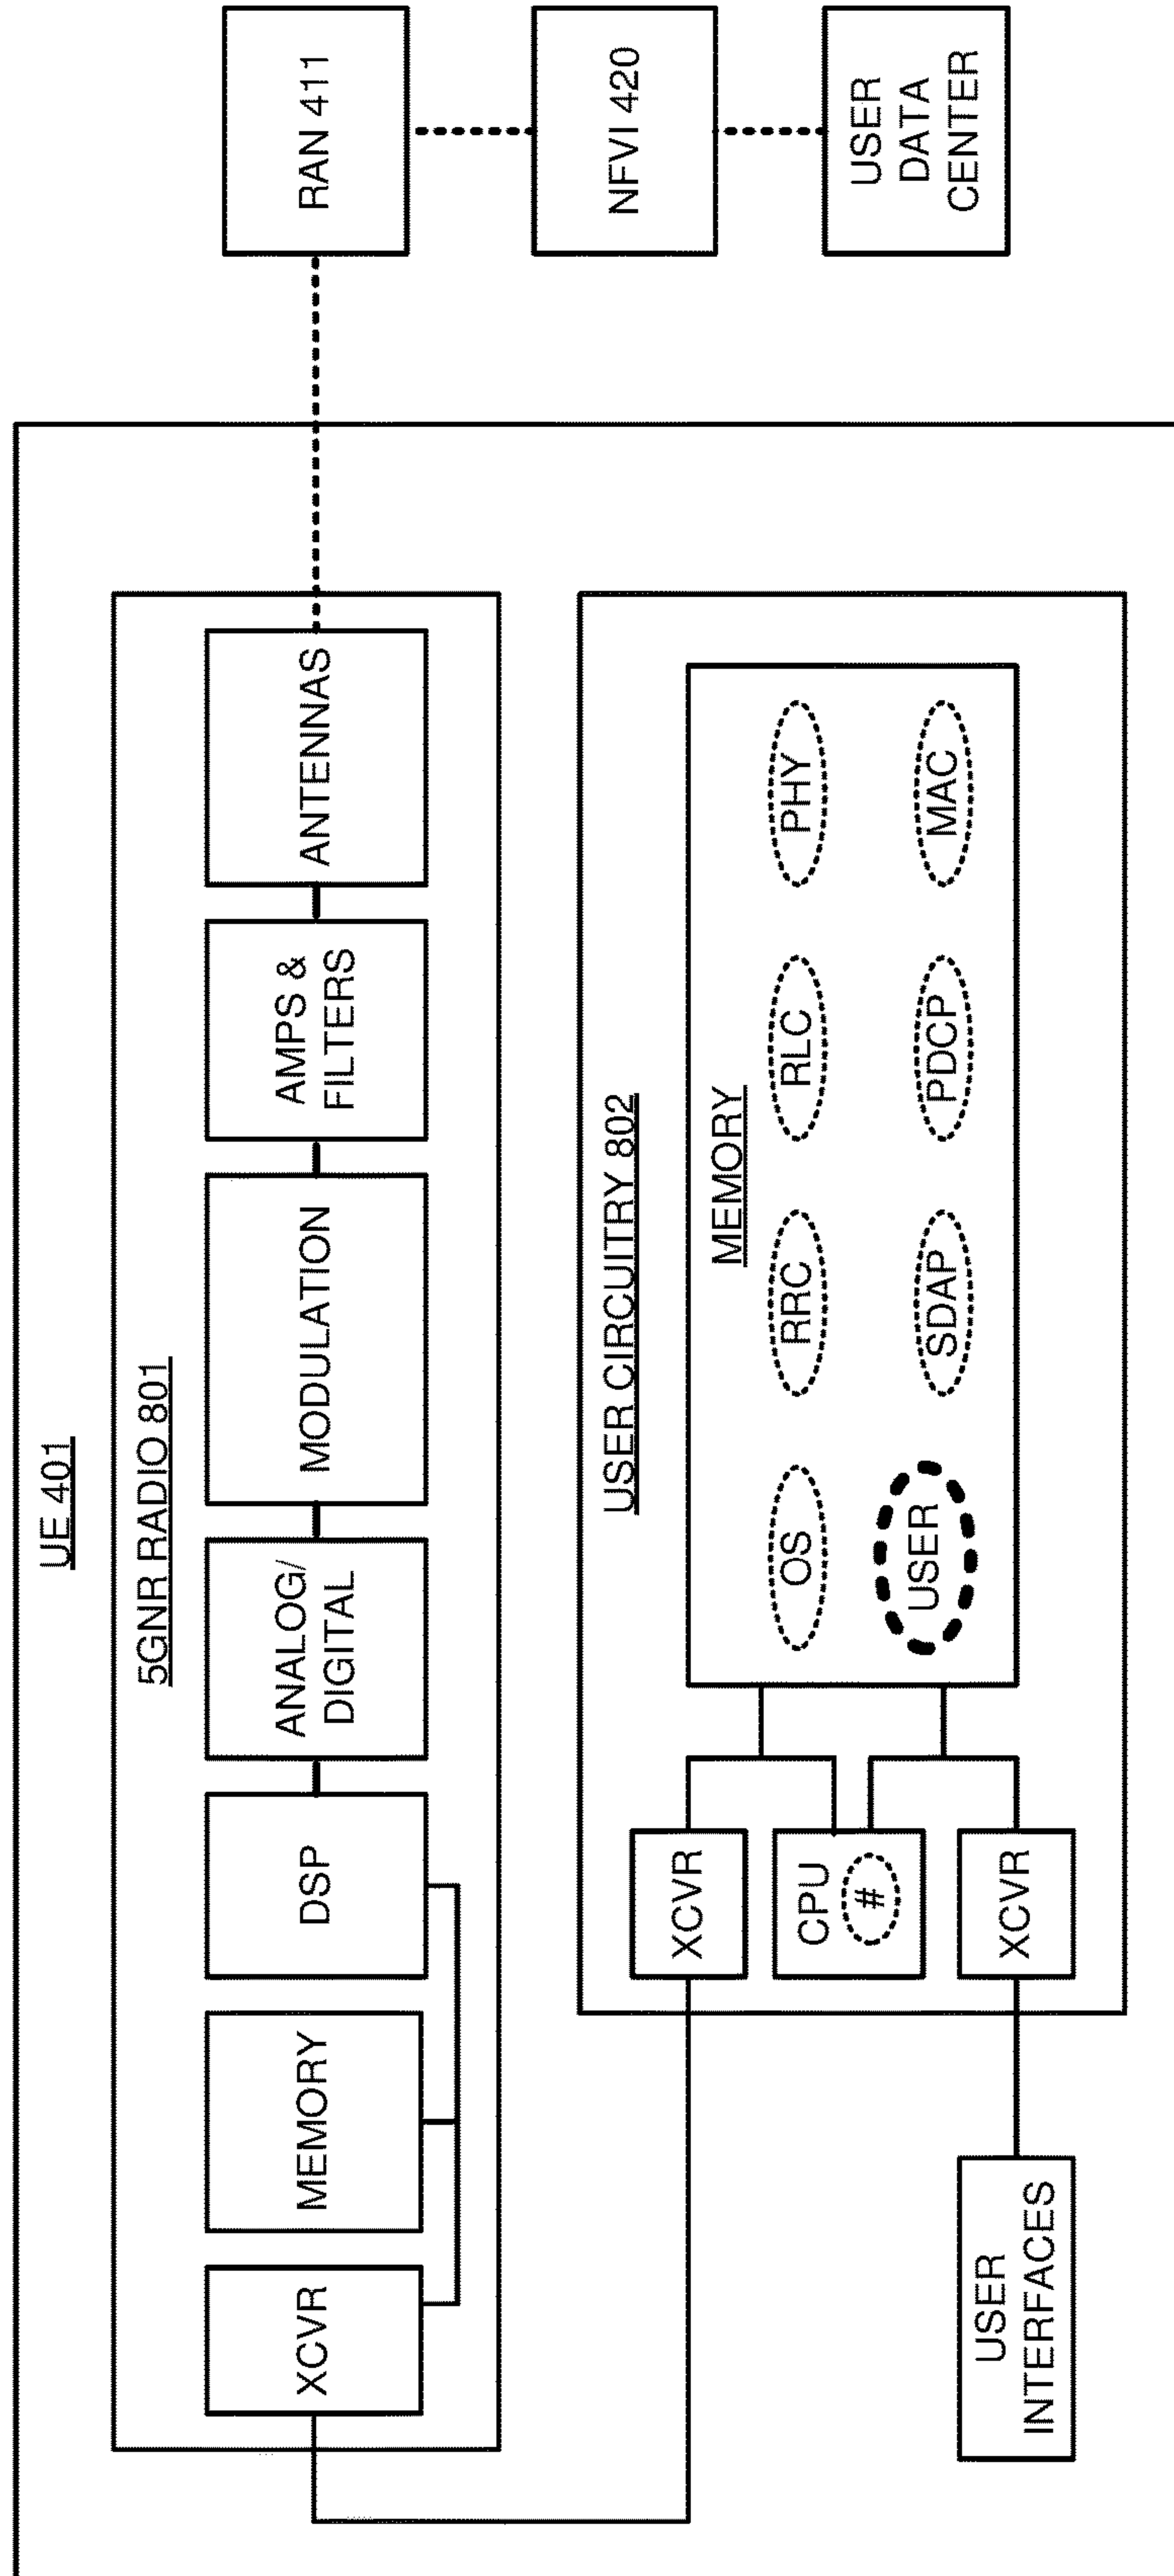 UE 401
5GNR RADIO 801
XCVR
MEMORY
DSP
ANALOG/
DIGITAL
MODULATION
AMPS &
FILTERS
ANTENNAS
RAN 411
NFVI 420
USER
DATA
CENTER
USER CIRCUITRY 802
XCVR
CPU
#
XCVR
MEMORY
OS
RRC
RLC
PHY
USER
SDAP
PDCP
MAC
USER
INTERFACES